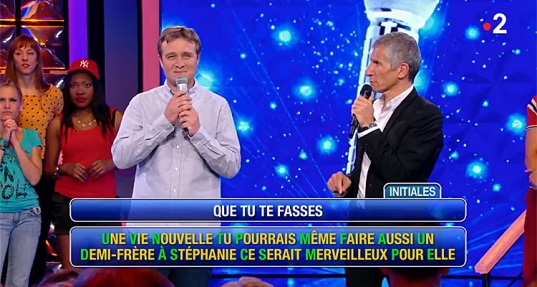 2
INITIALES
QUE TU TE FASSES
UNE VIE NOUVELLE TU POURRAIS MÊME FAIRE AUSSI UN
DEMI-FRÈRE À STÉPHANIE CE SERAIT MERVEILLEUX POUR ELLE